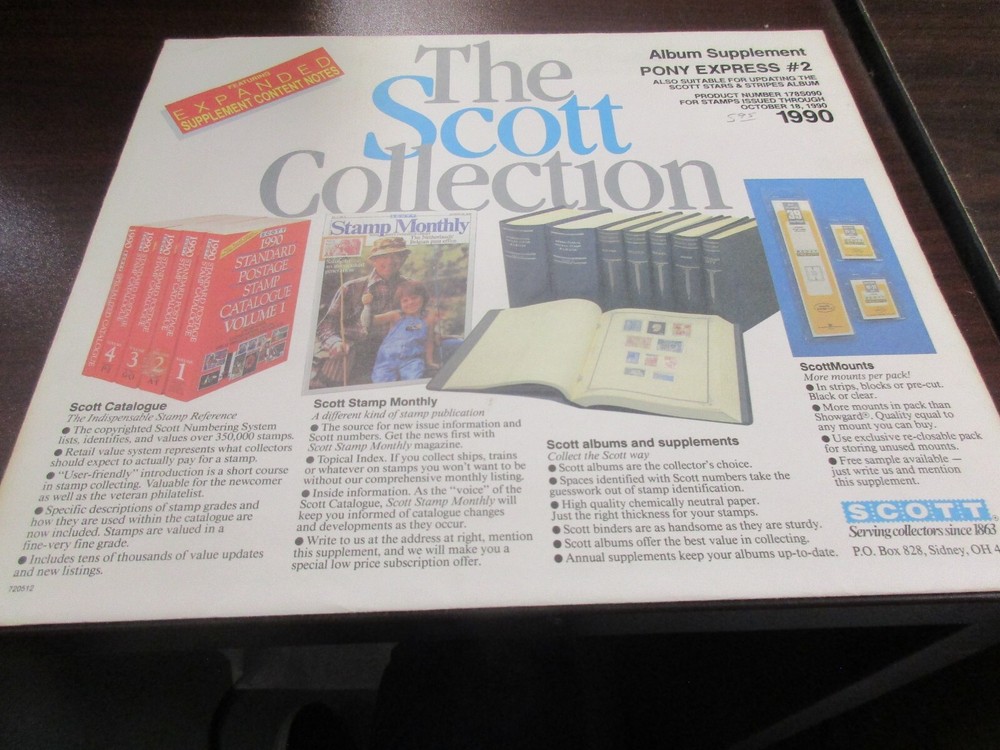 FEATURING
EXPANDED
SUPPLEMENT CONTENT NOTES
The
Scott
Collection
Album Supplement
PONY EXPRESS #2
ALSO SUITABLE FOR UPDATING THE
SCOTT STARS & STRIPES ALBUM
PRODUCT NUMBER 178S090
FOR STAMPS ISSUED THROUGH
OCTOBER 18, 1990
5.95 1990
SCOTT
1990
STANDARD
POSTAGE
STAMP
CATALOGUE
VOLUME 1
4
3
2
1
Stamp Monthly
Scott Catalogue
The Indispensable Stamp Reference
● The copyrighted Scott Numbering System
lists, identifies, and values over 350,000 stamps.
● Retail value system represents what collectors
should expect to actually pay for a stamp.
● "User-friendly" introduction is a short course
in stamp collecting. Valuable for the newcomer
as well as the veteran philatelist.
● Specific descriptions of stamp grades and
how they are used within the catalogue are
now included. Stamps are valued in a
fine-very fine grade.
● Includes tens of thousands of value updates
and new listings.
720512
Scott Stamp Monthly
A different kind of stamp publication
● The source for new issue information and
Scott numbers. Get the news first with
Scott Stamp Monthly magazine.
● Topical Index. If you collect ships, trains
or whatever on stamps you won't want to be
without our comprehensive monthly listing.
● Inside information. As the "voice" of the
Scott Catalogue, Scott Stamp Monthly will
keep you informed of catalogue changes
and developments as they occur.
● Write to us at the address at right, mention
this supplement, and we will make you a
special low price subscription offer.
Scott albums and supplements
Collect the Scott way
● Scott albums are the collector's choice.
● Spaces identified with Scott numbers take the
guesswork out of stamp identification.
● High quality chemically neutral paper.
Just the right thickness for your stamps.
● Scott binders are as handsome as they are sturdy.
● Scott albums offer the best value in collecting.
● Annual supplements keep your albums up-to-date.
ScottMounts
More mounts per pack!
● In strips, blocks or pre-cut.
Black or clear.
● More mounts in pack than
Showgard®. Quality equal to
any mount you can buy.
● Use exclusive re-closable pack
for storing unused mounts.
● Free sample available —
just write us and mention
this supplement.
SCOTT
Serving collectors since 1863
P.O. Box 828, Sidney, OH 4